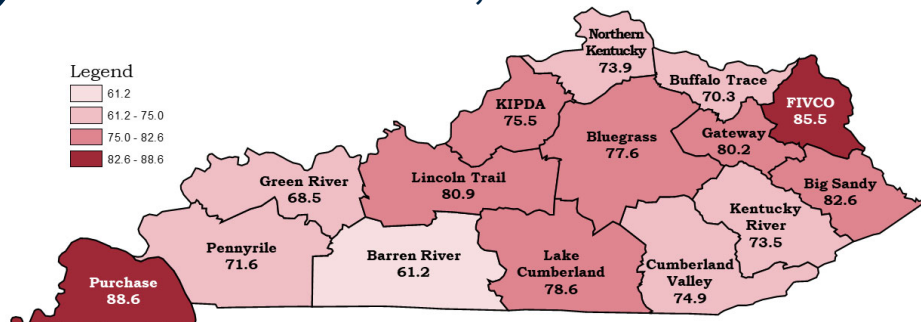 Legend
61.2
61.2 - 75.0
75.0 - 82.6
82.6 - 88.6
Northern
Kentucky
73.9
Buffalo Trace
70.3
FIVCO
85.5
KIPDA
75.5
Bluegrass
77.6
Gateway
80.2
Big Sandy
82.6
Green River
68.5
Lincoln Trail
80.9
Kentucky
River
73.5
Pennyrile
71.6
Barren River
61.2
Lake
Cumberland
78.6
Cumberland
Valley
74.9
Purchase
88.6